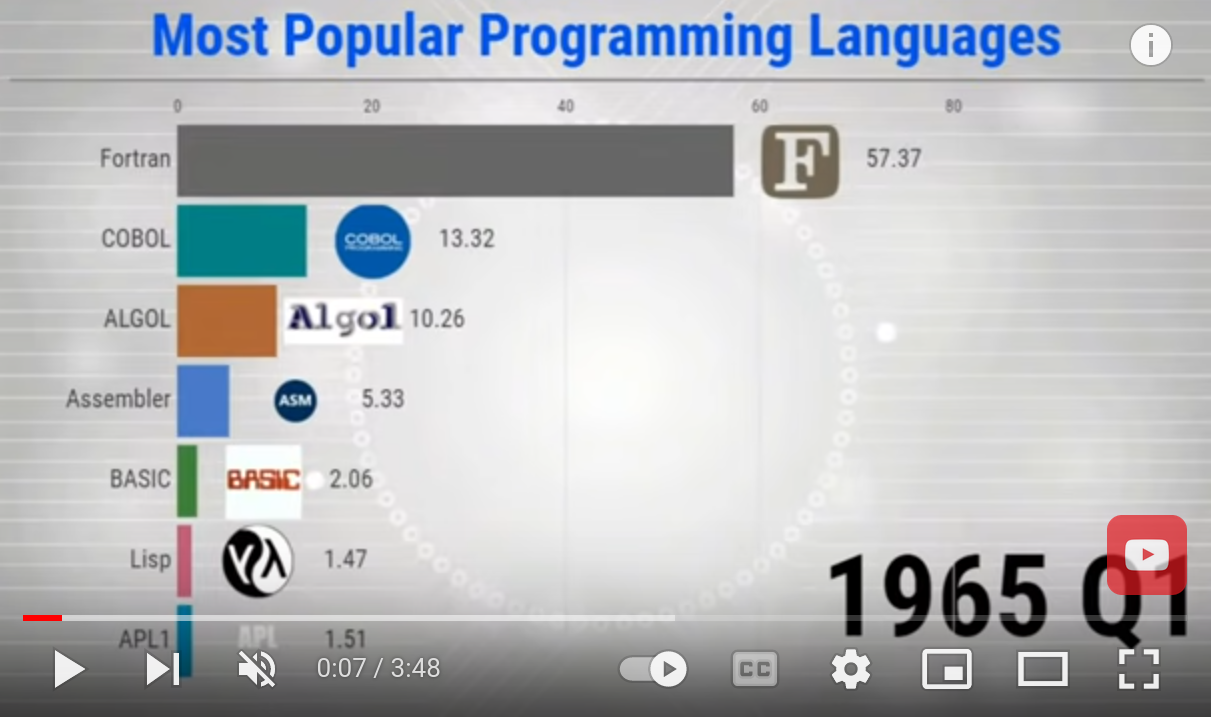 Most Popular Programming Languages
i
0 20 40 60 80
Fortran F 57.37
COBOL COBOL PROGRAMMING 13.32
ALGOL Algol 10.26
Assembler ASM 5.33
BASIC BASIC 2.06
Lisp 1.47
APL1 APL 1.51
1965 Q1
0:07 / 3:48 CC